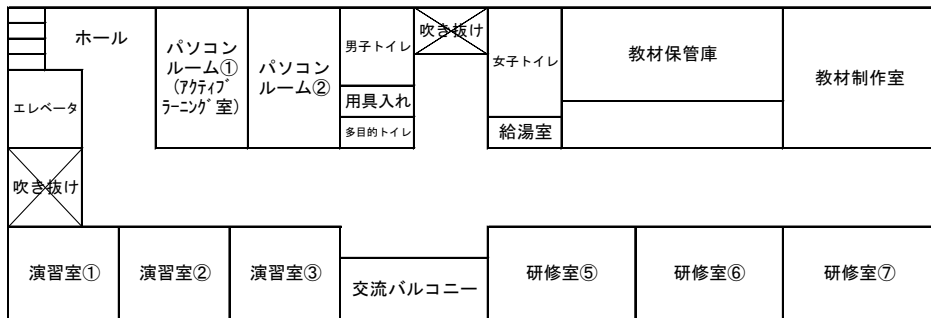 ホール
パソコン
ルーム①
(ｱｸﾃｨﾌﾞ
ﾗｰﾆﾝｸﾞ室)
パソコン
ルーム②
男子トイレ
吹き抜け
女子トイレ
教材保管庫
教材制作室
エレベータ
用具入れ
多目的トイレ
給湯室
吹き抜け
演習室①
演習室②
演習室③
交流バルコニー
研修室⑤
研修室⑥
研修室⑦